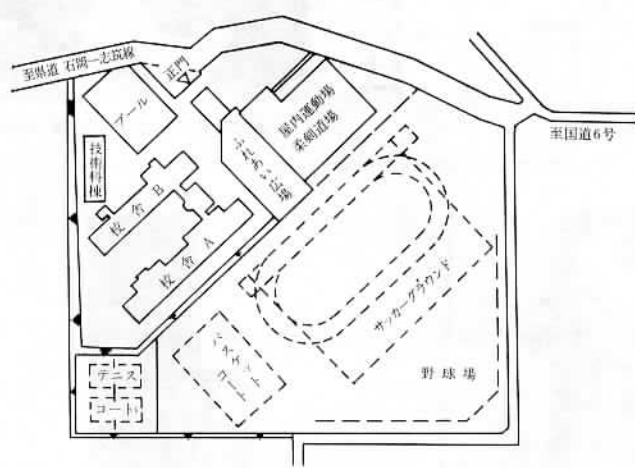 至県道 石岡一志筑線
正門
至国道6号
プール
屋内運動場
柔剣道場
ふれあい広場
技術科棟
校舎B
校舎A
サッカーグラウンド
バスケット
コート
野球場
テニス
コート